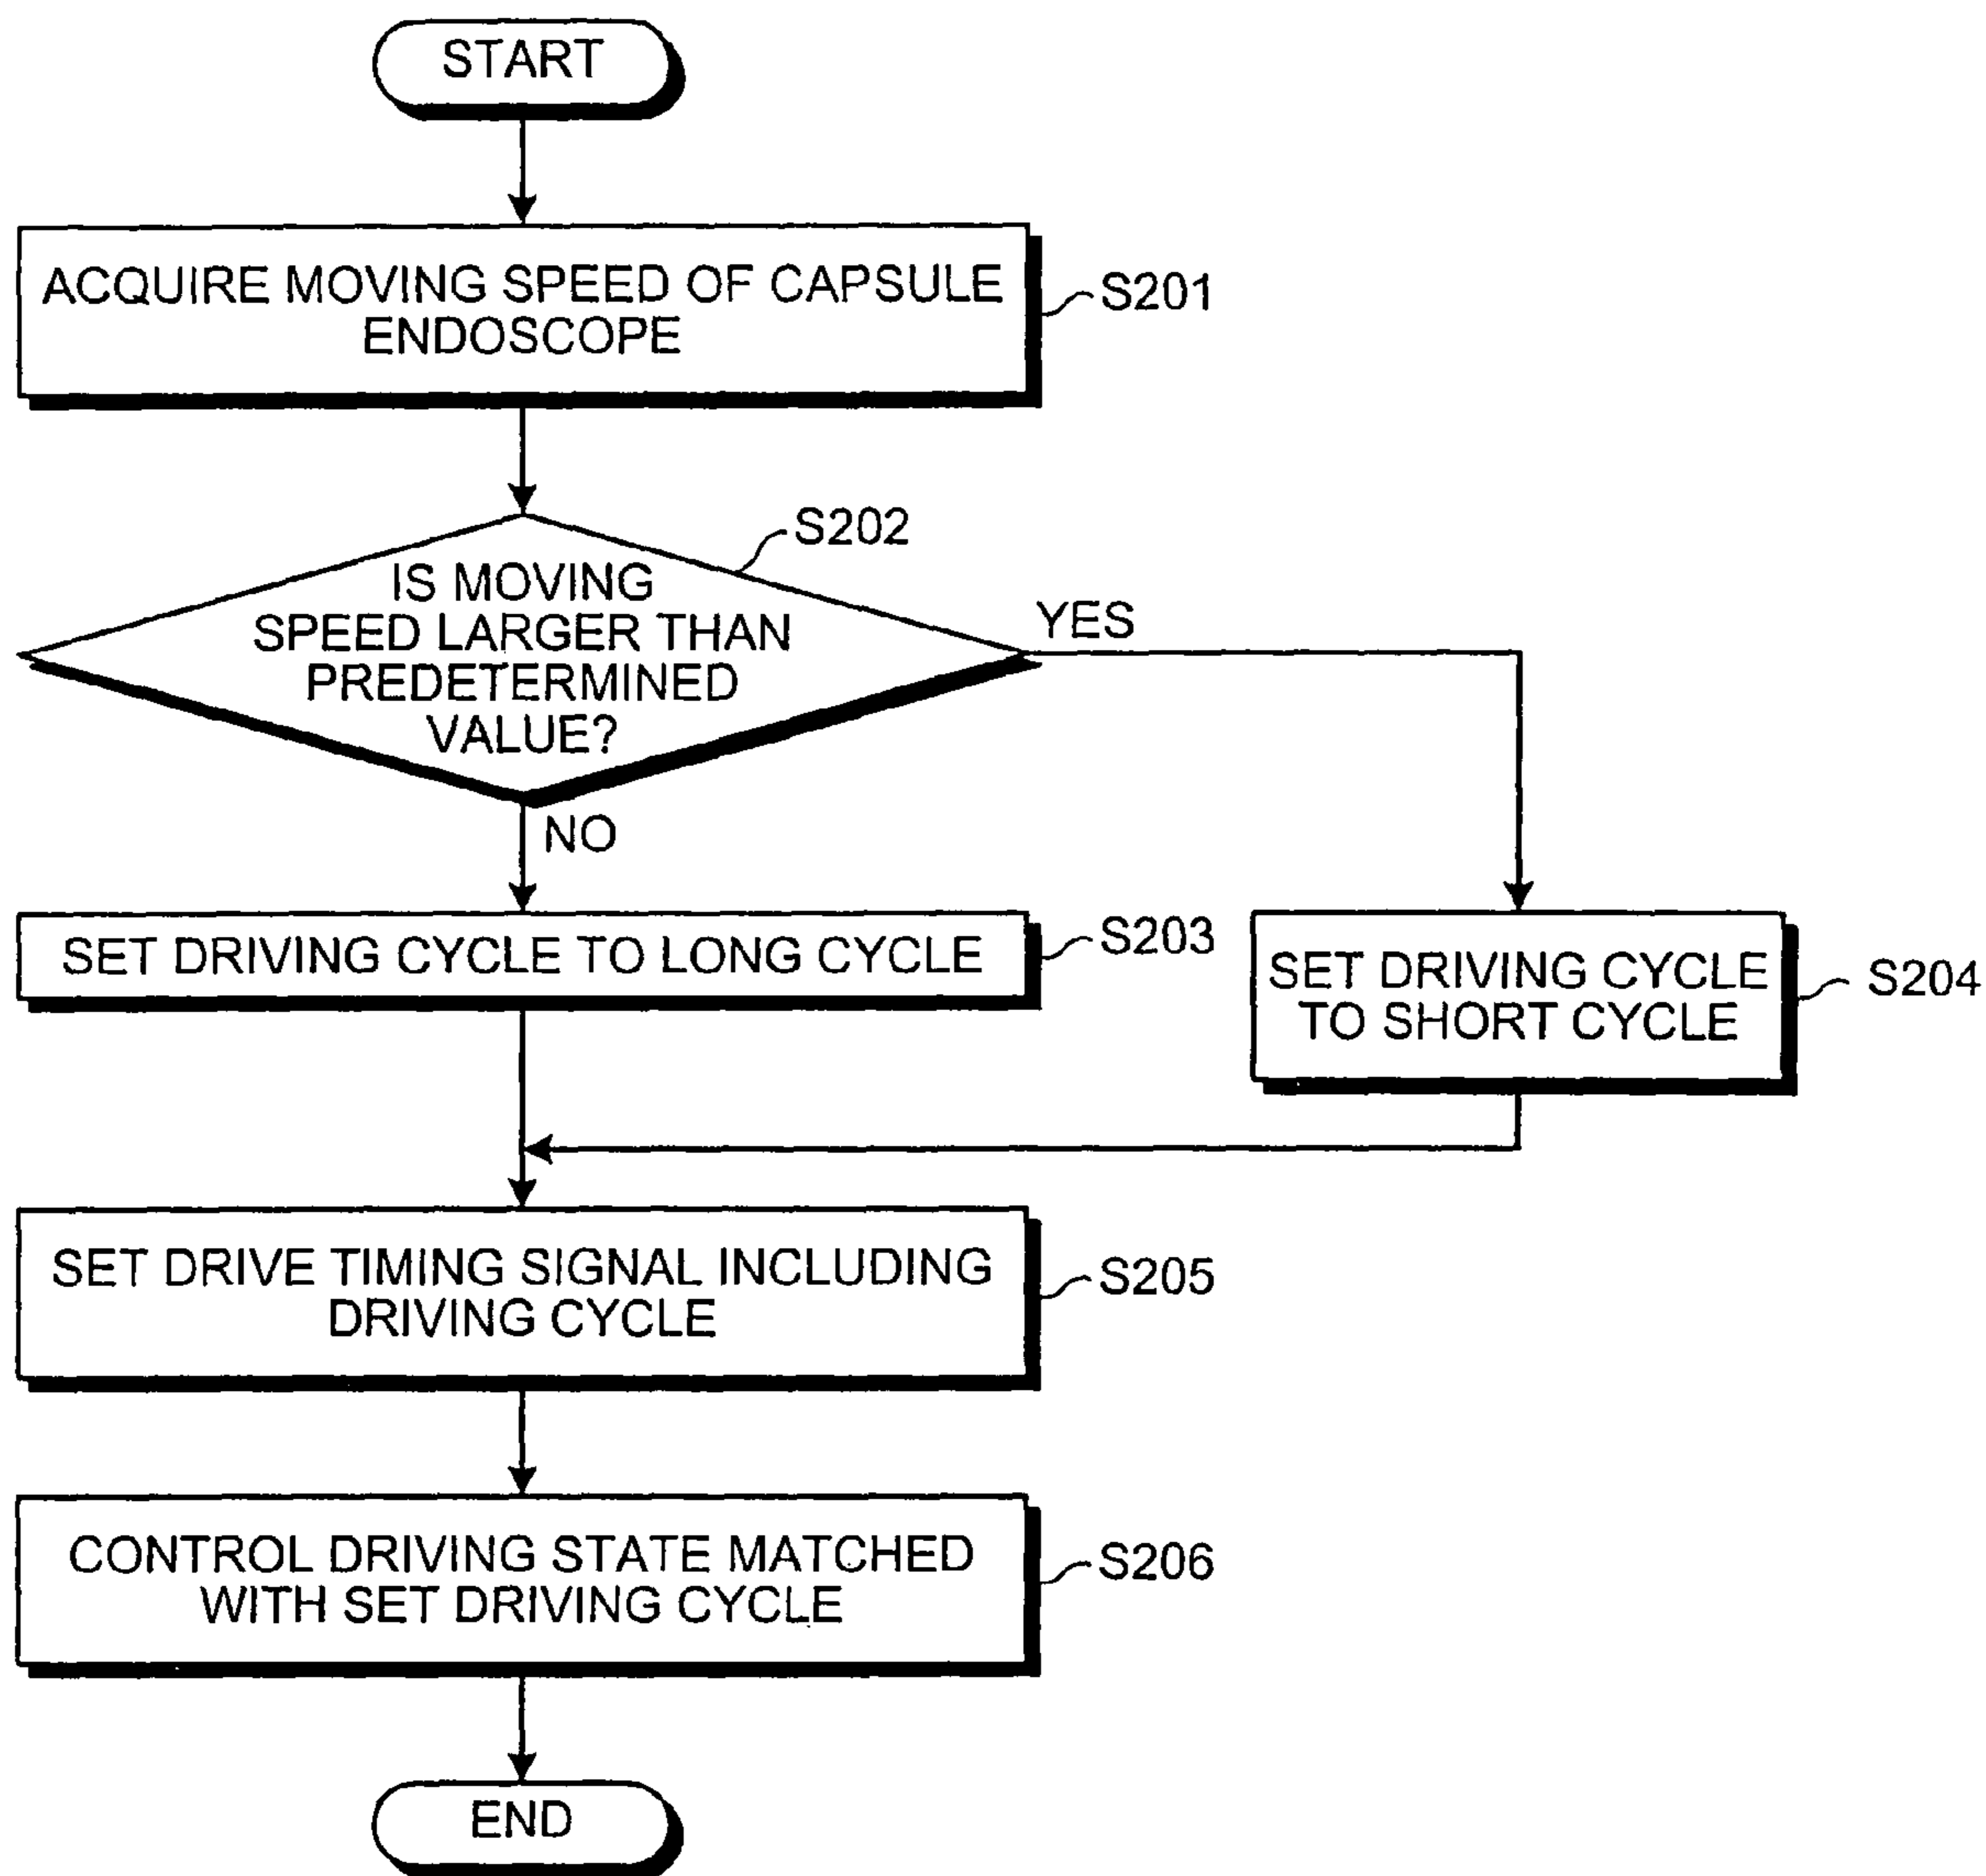 START
ACQUIRE MOVING SPEED OF CAPSULE
ENDOSCOPE
S201
S202
IS MOVING
SPEED LARGER THAN
PREDETERMINED
VALUE?
YES
NO
SET DRIVING CYCLE TO LONG CYCLE
S203
SET DRIVING CYCLE
TO SHORT CYCLE
S204
SET DRIVE TIMING SIGNAL INCLUDING
DRIVING CYCLE
S205
CONTROL DRIVING STATE MATCHED
WITH SET DRIVING CYCLE
S206
END